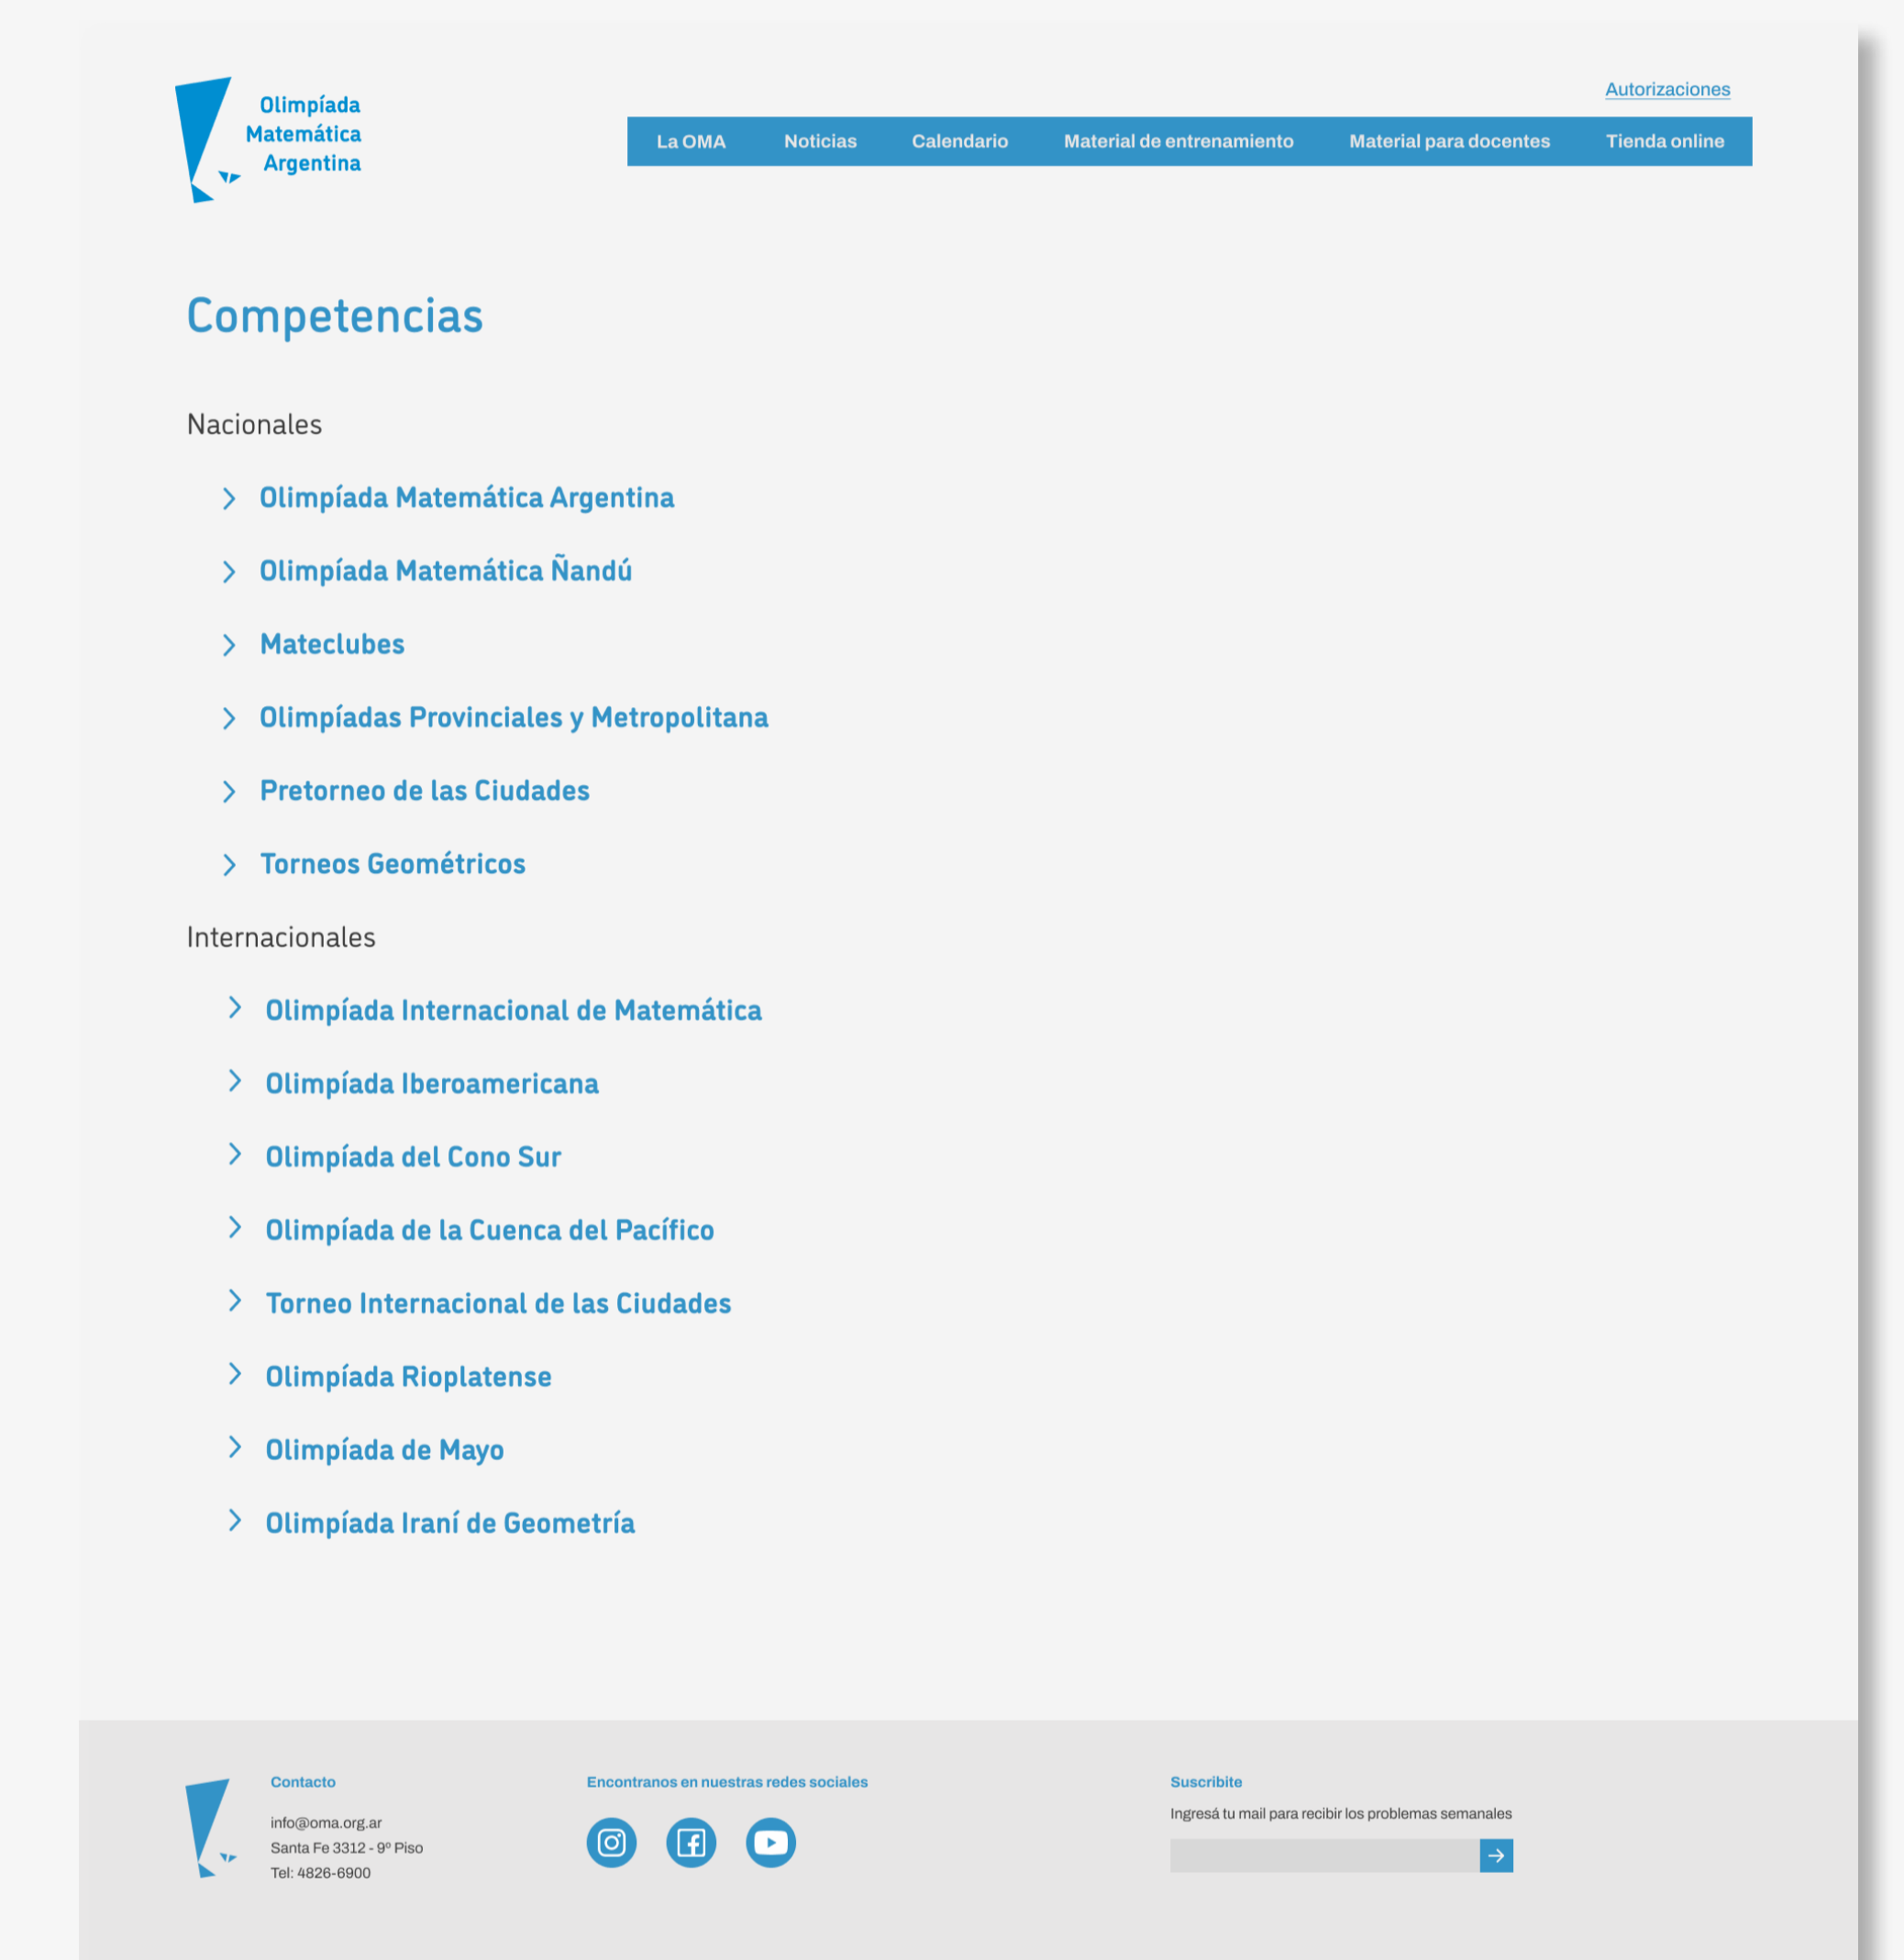 Olimpíada
Matemática
Argentina
Autorizaciones
La OMA Noticias Calendario Material de entrenamiento Material para docentes Tienda online
Competencias
Nacionales
Olimpíada Matemática Argentina
Olimpíada Matemática Ñandú
Mateclubes
Olimpíadas Provinciales y Metropolitana
Pretorneo de las Ciudades
Torneos Geométricos
Internacionales
Olimpíada Internacional de Matemática
Olimpíada Iberoamericana
Olimpíada del Cono Sur
Olimpíada de la Cuenca del Pacífico
Torneo Internacional de las Ciudades
Olimpíada Rioplatense
Olimpíada de Mayo
Olimpíada Iraní de Geometría
Contacto
info@oma.org.ar
Santa Fe 3312 - 9º Piso
Tel: 4826-6900
Encontranos en nuestras redes sociales
Suscribite
Ingresá tu mail para recibir los problemas semanales